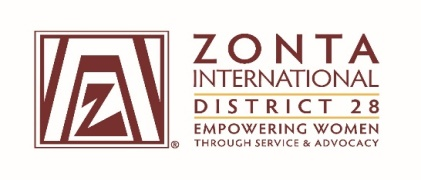 Z
®
ZONTA
INTERNATIONAL
DISTRICT 28
EMPOWERING WOMEN
THROUGH SERVICE & ADVOCACY